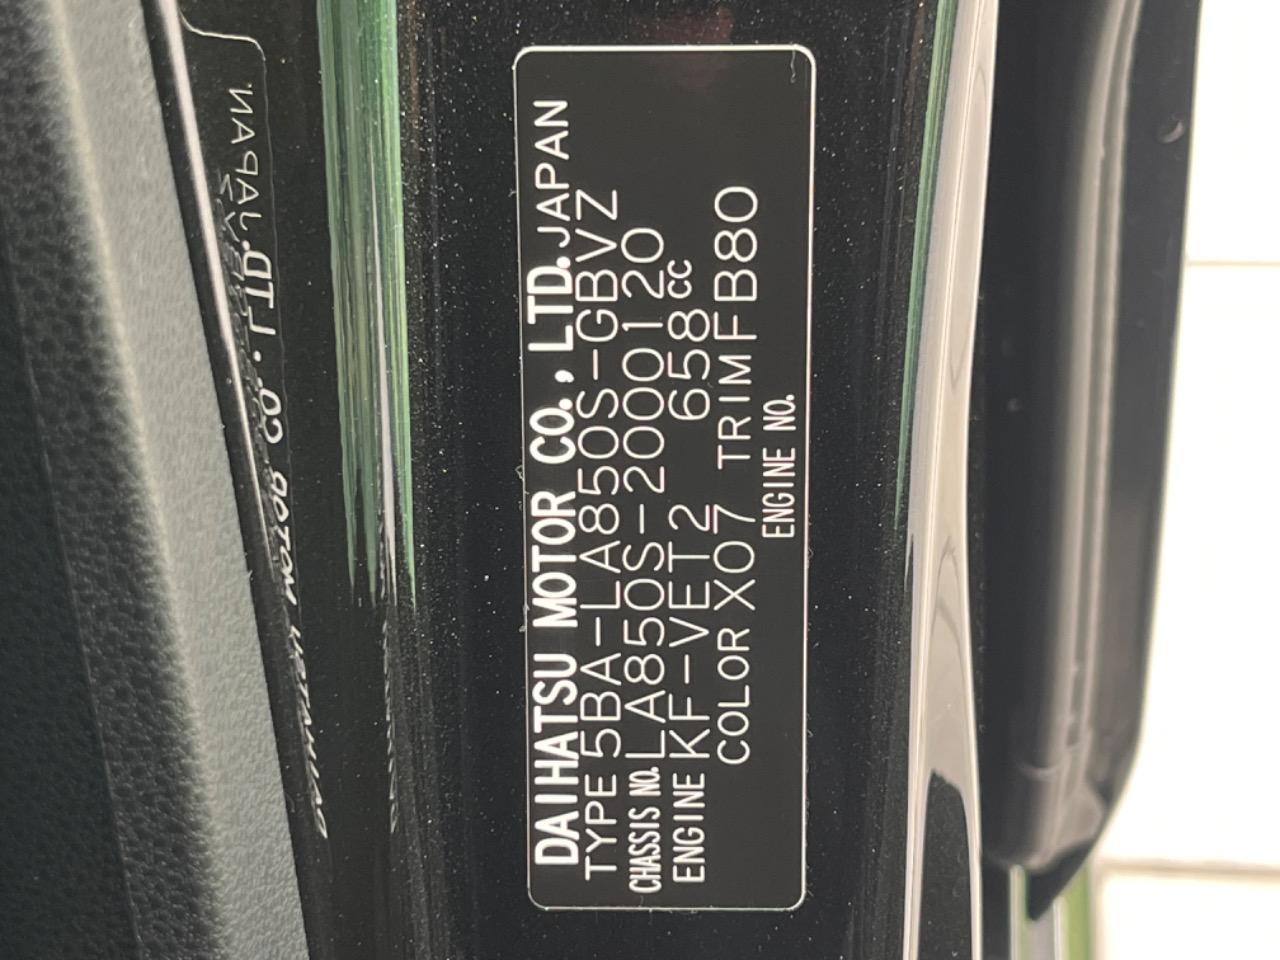 DAIHATSU MOTOR CO., LTD. JAPAN
TYPE 5BA-LA850S-GBVZ
CHASSIS NO. LA850S-2000120
ENGINE KF-VET2 658cc
COLOR X07 TRIM FB80
ENGINE NO.